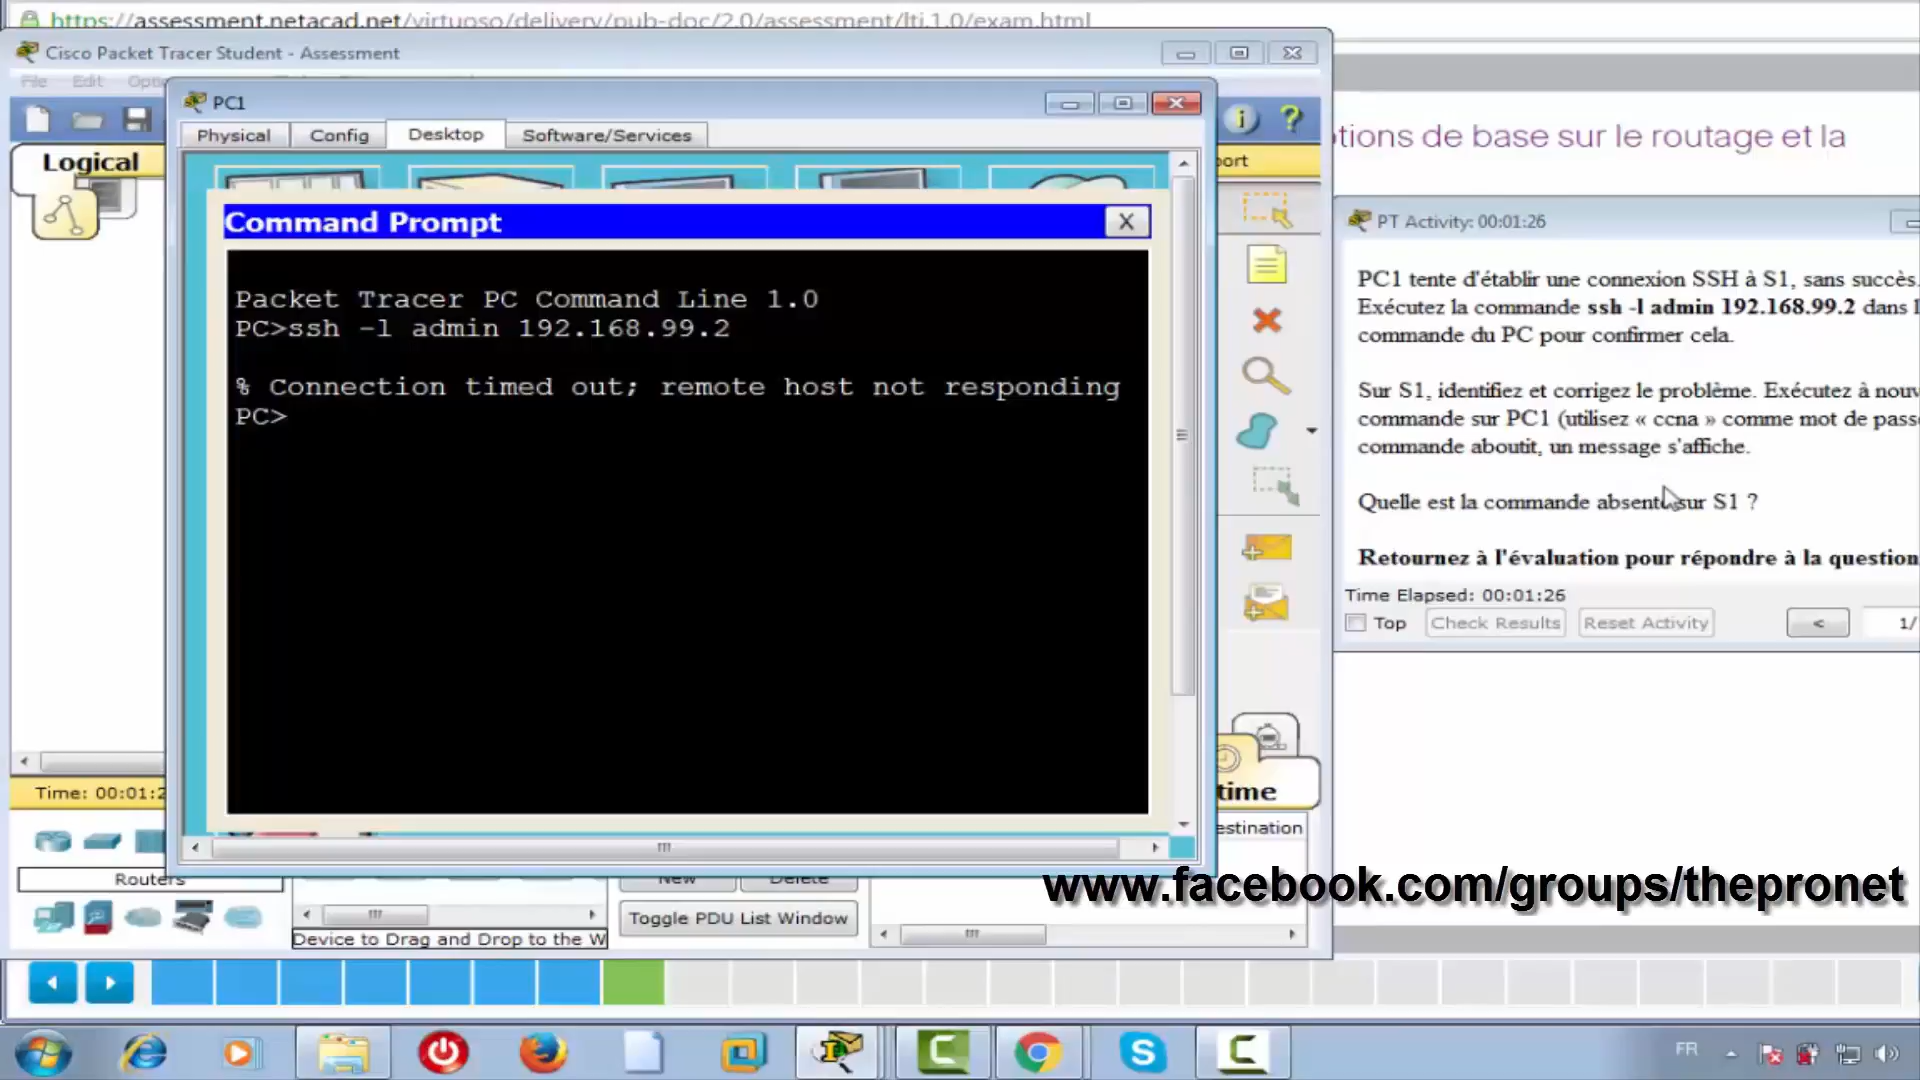 https://assessment.netacad.net/virtuoso/delivery/pub-doc/2.0/assessment/lti.1.0/exam.html
Cisco Packet Tracer Student - Assessment
File Edit
PC1
Physical Config Desktop Software/Services
Logical
tions de base sur le routage et la
Command Prompt
X
Packet Tracer PC Command Line 1.0
PC>ssh -l admin 192.168.99.2
% Connection timed out; remote host not responding
PC>
PT Activity: 00:01:26
PC1 tente d'établir une connexion SSH à S1, sans succès.
Exécutez la commande ssh -l admin 192.168.99.2 dans l
commande du PC pour confirmer cela.
Sur S1, identifiez et corrigez le problème. Exécutez à nouv
commande sur PC1 (utilisez « ccna » comme mot de pass
commande aboutit, un message s'affiche.
Quelle est la commande absente sur S1 ?
Retournez à l'évaluation pour répondre à la question
Time Elapsed: 00:01:26
Top Check Results Reset Activity < 1/
Time: 00:01:2
time
estination
Routers
New Delete
Toggle PDU List Window
Device to Drag and Drop to the W
www.facebook.com/groups/thepronet
FR